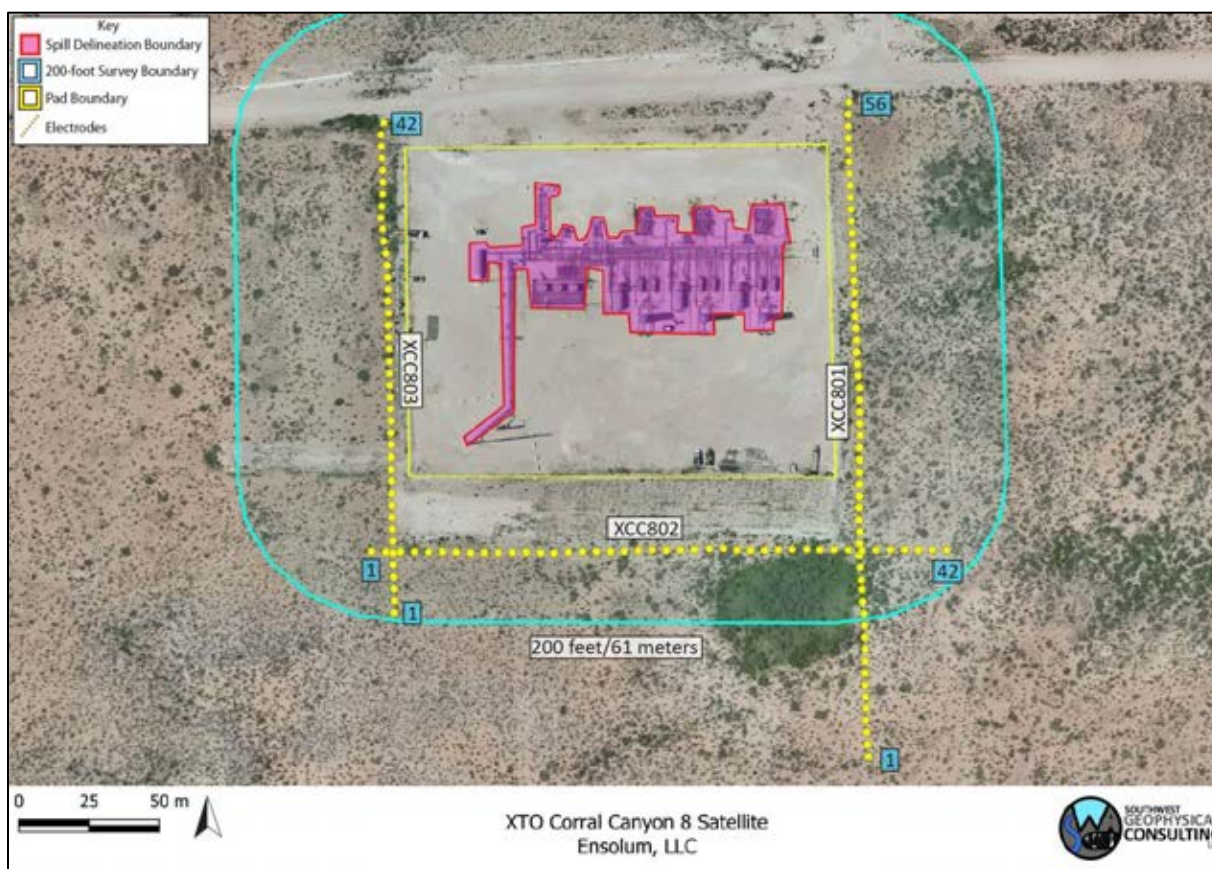 Key
Spill Delineation Boundary
200-foot Survey Boundary
Pad Boundary
Electrodes
42
56
XCC803
XCC801
XCC802
1
42
1
200 feet/61 meters
1
0 25 50 m
XTO Corral Canyon 8 Satellite
Ensolum, LLC
SOUTHWEST
GEOPHYSICAL
CONSULTING